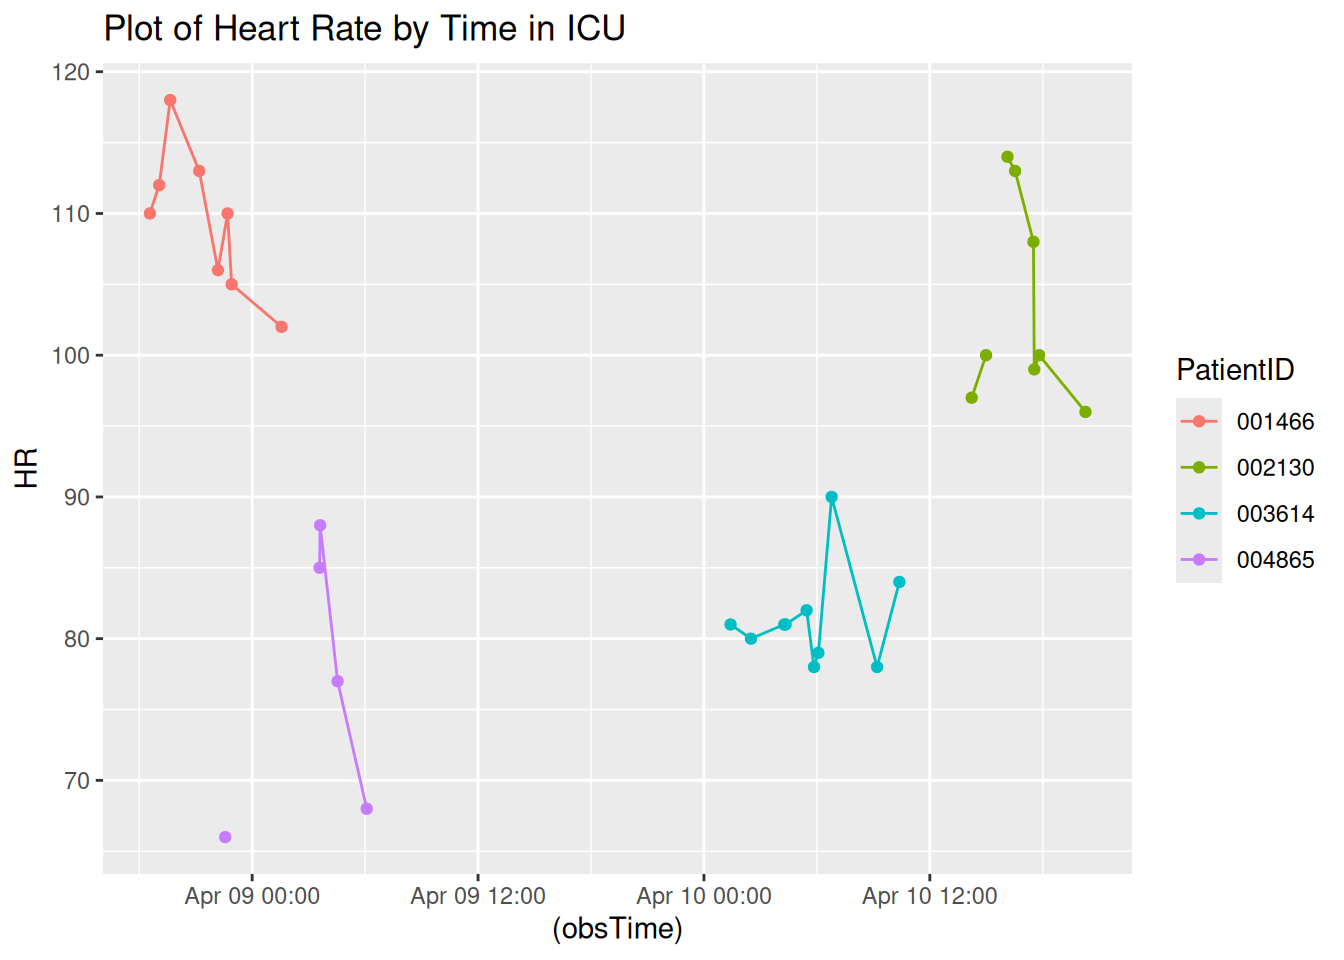 Plot of Heart Rate by Time in ICU
120
110
100
90
80
70
HR
Apr 09 00:00
Apr 09 12:00
Apr 10 00:00
Apr 10 12:00
(obsTime)
PatientID
001466
002130
003614
004865